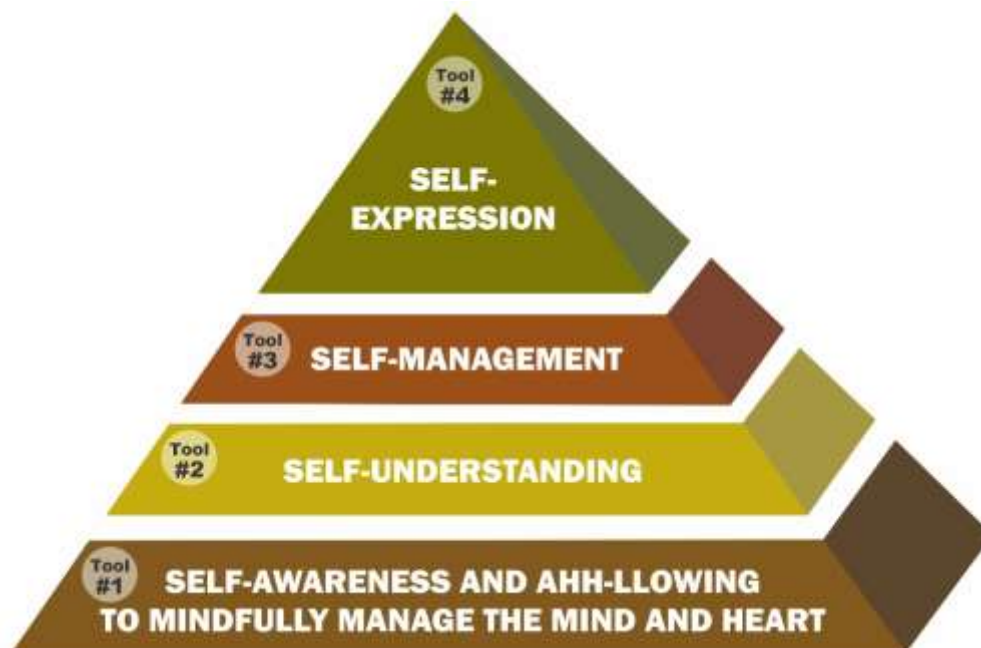 Tool
#4
SELF-
EXPRESSION
Tool
#3
SELF-MANAGEMENT
Tool
#2
SELF-UNDERSTANDING
Tool
#1
SELF-AWARENESS AND AHH-LLOWING
TO MINDFULLY MANAGE THE MIND AND HEART